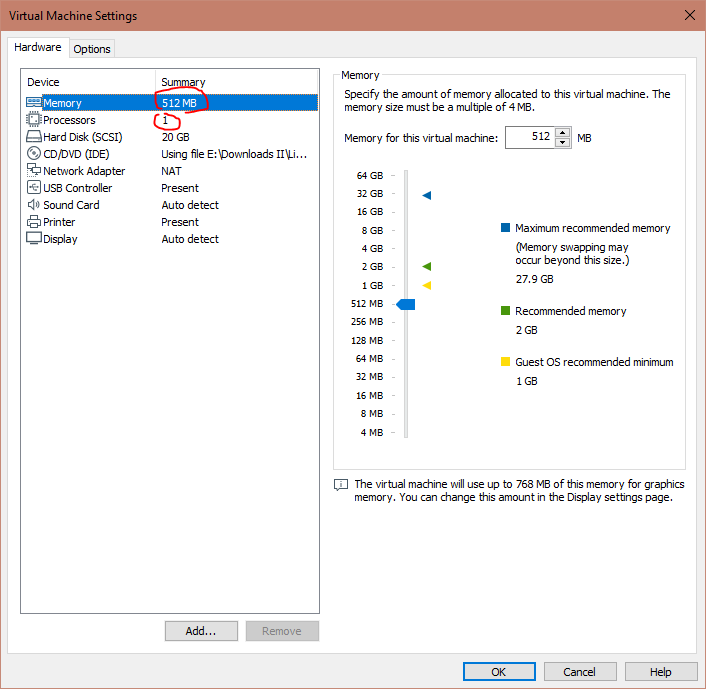 Virtual Machine Settings
Hardware Options
Device Summary
Memory 512 MB
Processors 1
Hard Disk (SCSI) 20 GB
CD/DVD (IDE) Using file E:\Downloads II\Li...
Network Adapter NAT
USB Controller Present
Sound Card Auto detect
Printer Present
Display Auto detect
Add... Remove
Memory
Specify the amount of memory allocated to this virtual machine. The
memory size must be a multiple of 4 MB.
Memory for this virtual machine: 512 MB
64 GB
32 GB
16 GB
8 GB
4 GB
2 GB
1 GB
512 MB
256 MB
128 MB
64 MB
32 MB
16 MB
8 MB
4 MB
Maximum recommended memory
(Memory swapping may
occur beyond this size.)
27.9 GB
Recommended memory
2 GB
Guest OS recommended minimum
1 GB
The virtual machine will use up to 768 MB of this memory for graphics
memory. You can change this amount in the Display settings page.
OK Cancel Help